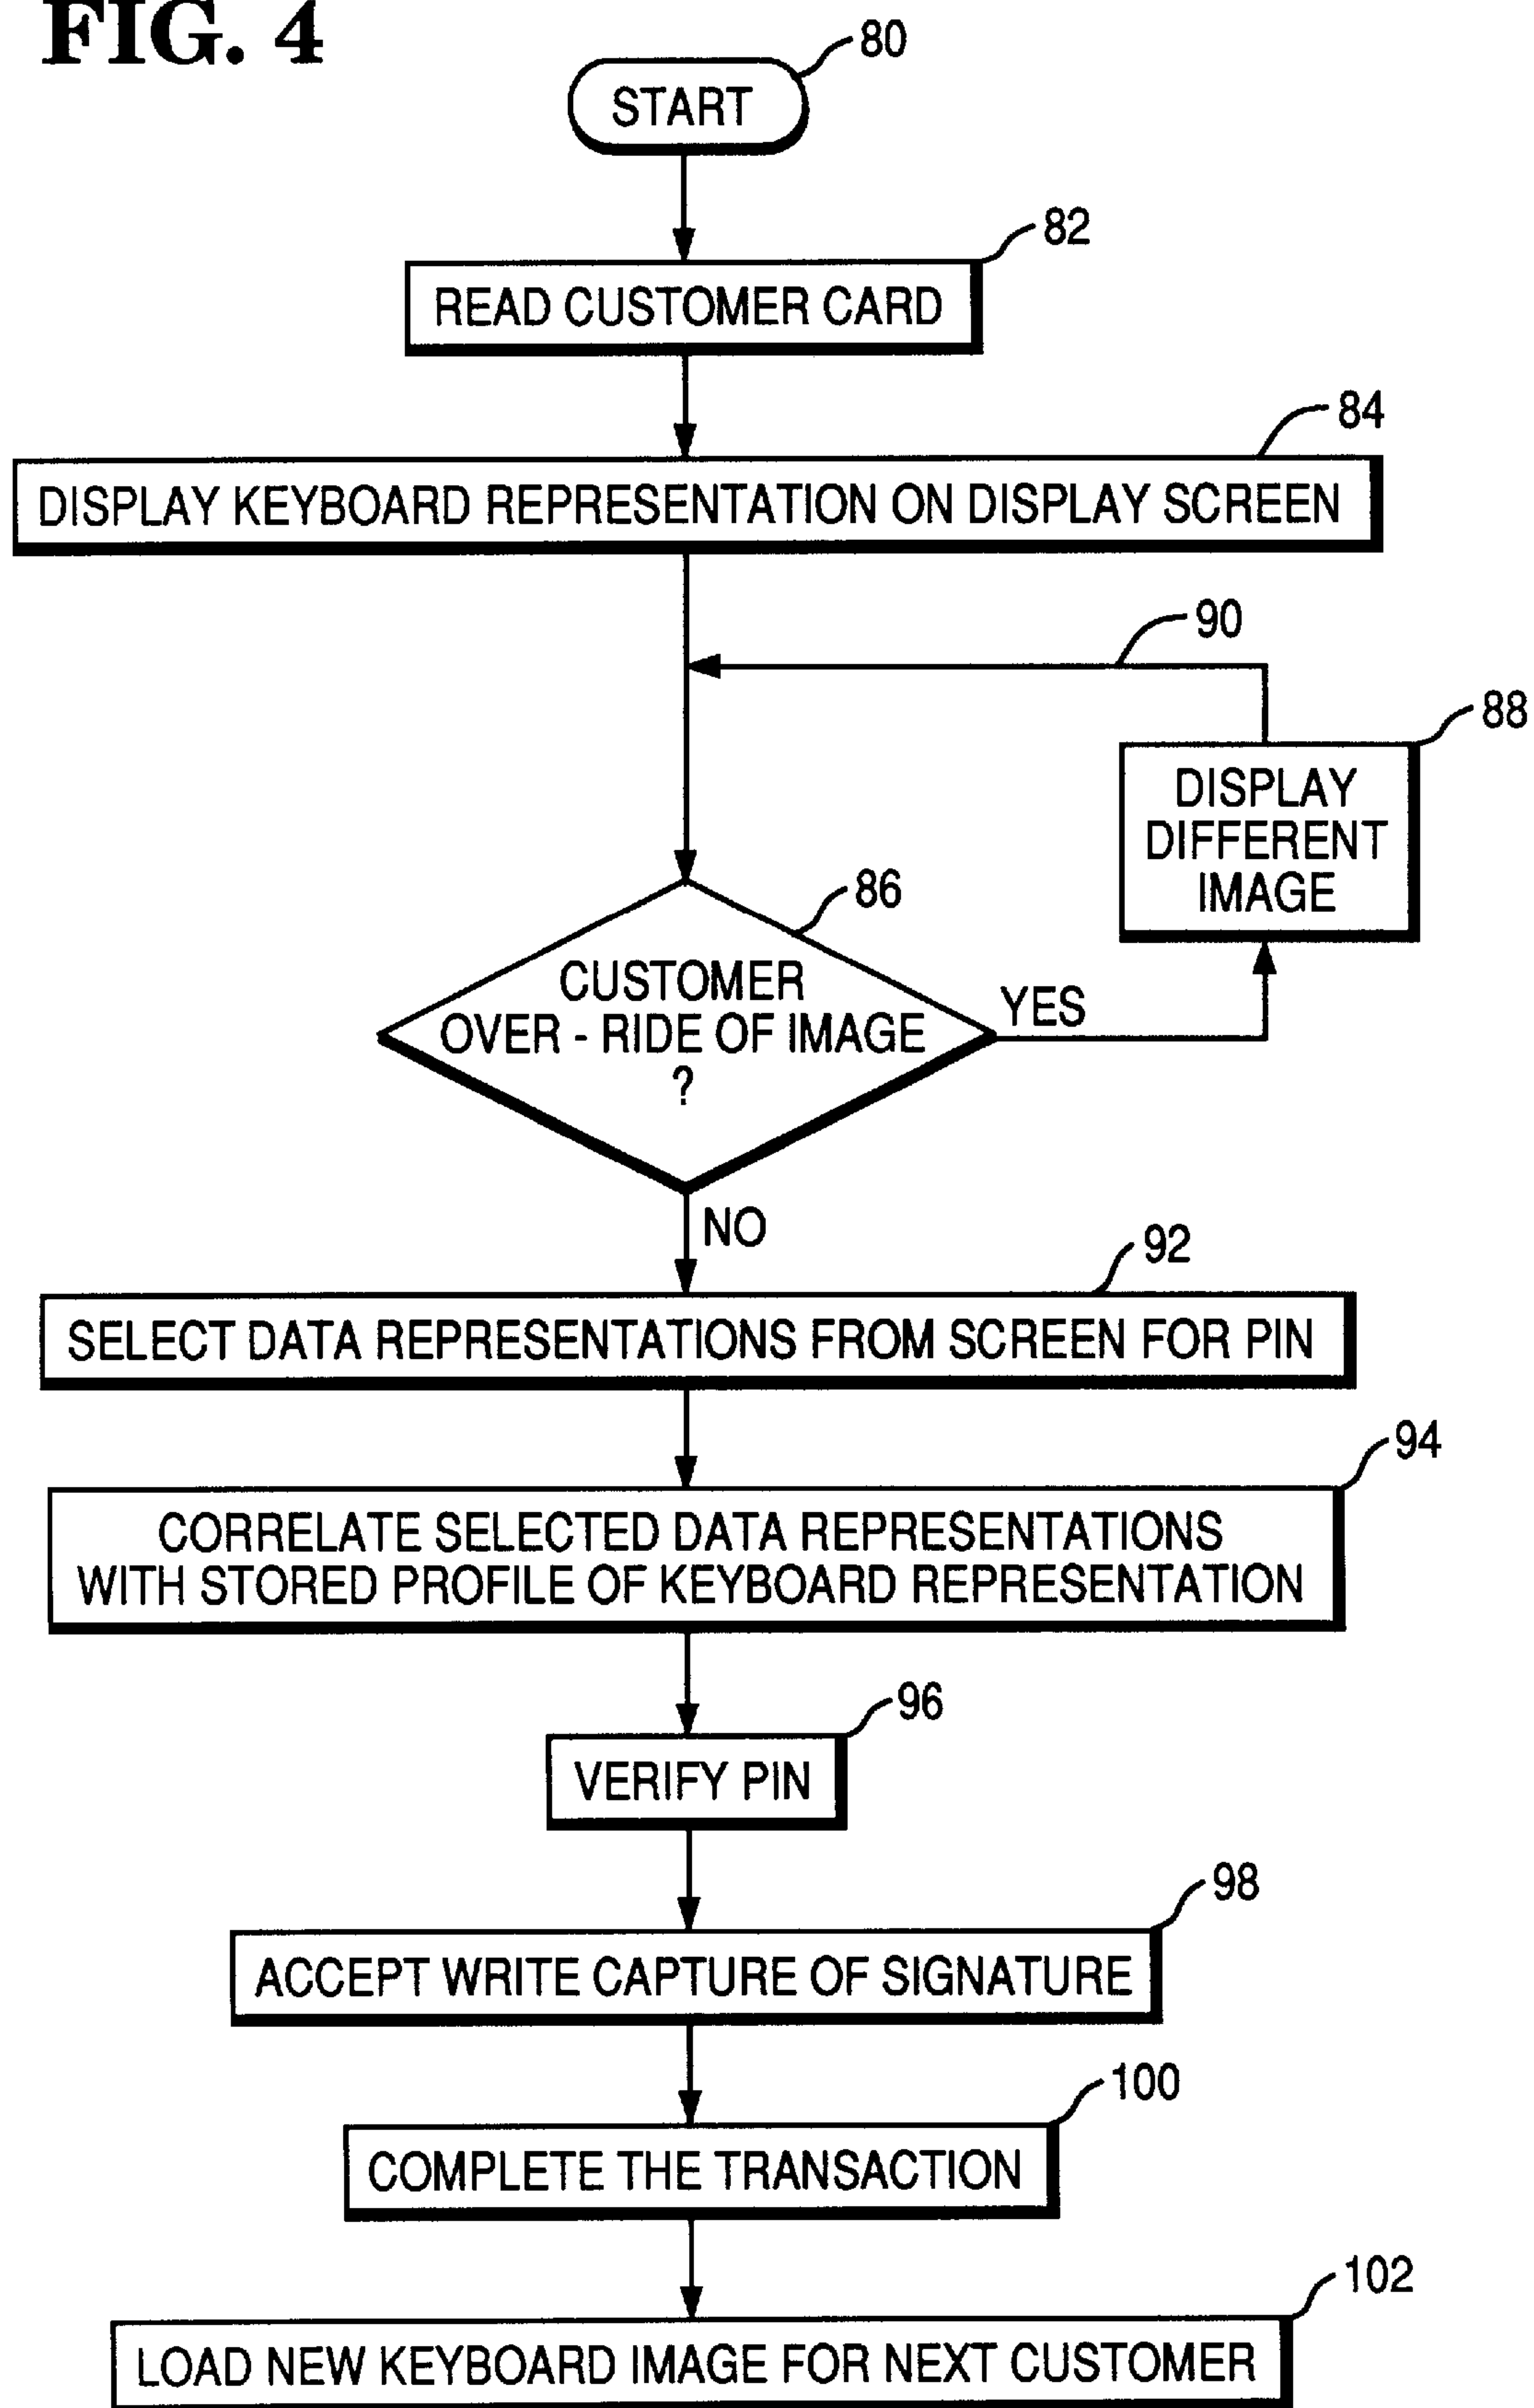 FIG. 4
80
START
82
READ CUSTOMER CARD
84
DISPLAY KEYBOARD REPRESENTATION ON DISPLAY SCREEN
90
88
DISPLAY
DIFFERENT
IMAGE
86
CUSTOMER
OVER - RIDE OF IMAGE
?
YES
NO
92
SELECT DATA REPRESENTATIONS FROM SCREEN FOR PIN
94
CORRELATE SELECTED DATA REPRESENTATIONS
WITH STORED PROFILE OF KEYBOARD REPRESENTATION
96
VERIFY PIN
98
ACCEPT WRITE CAPTURE OF SIGNATURE
100
COMPLETE THE TRANSACTION
102
LOAD NEW KEYBOARD IMAGE FOR NEXT CUSTOMER